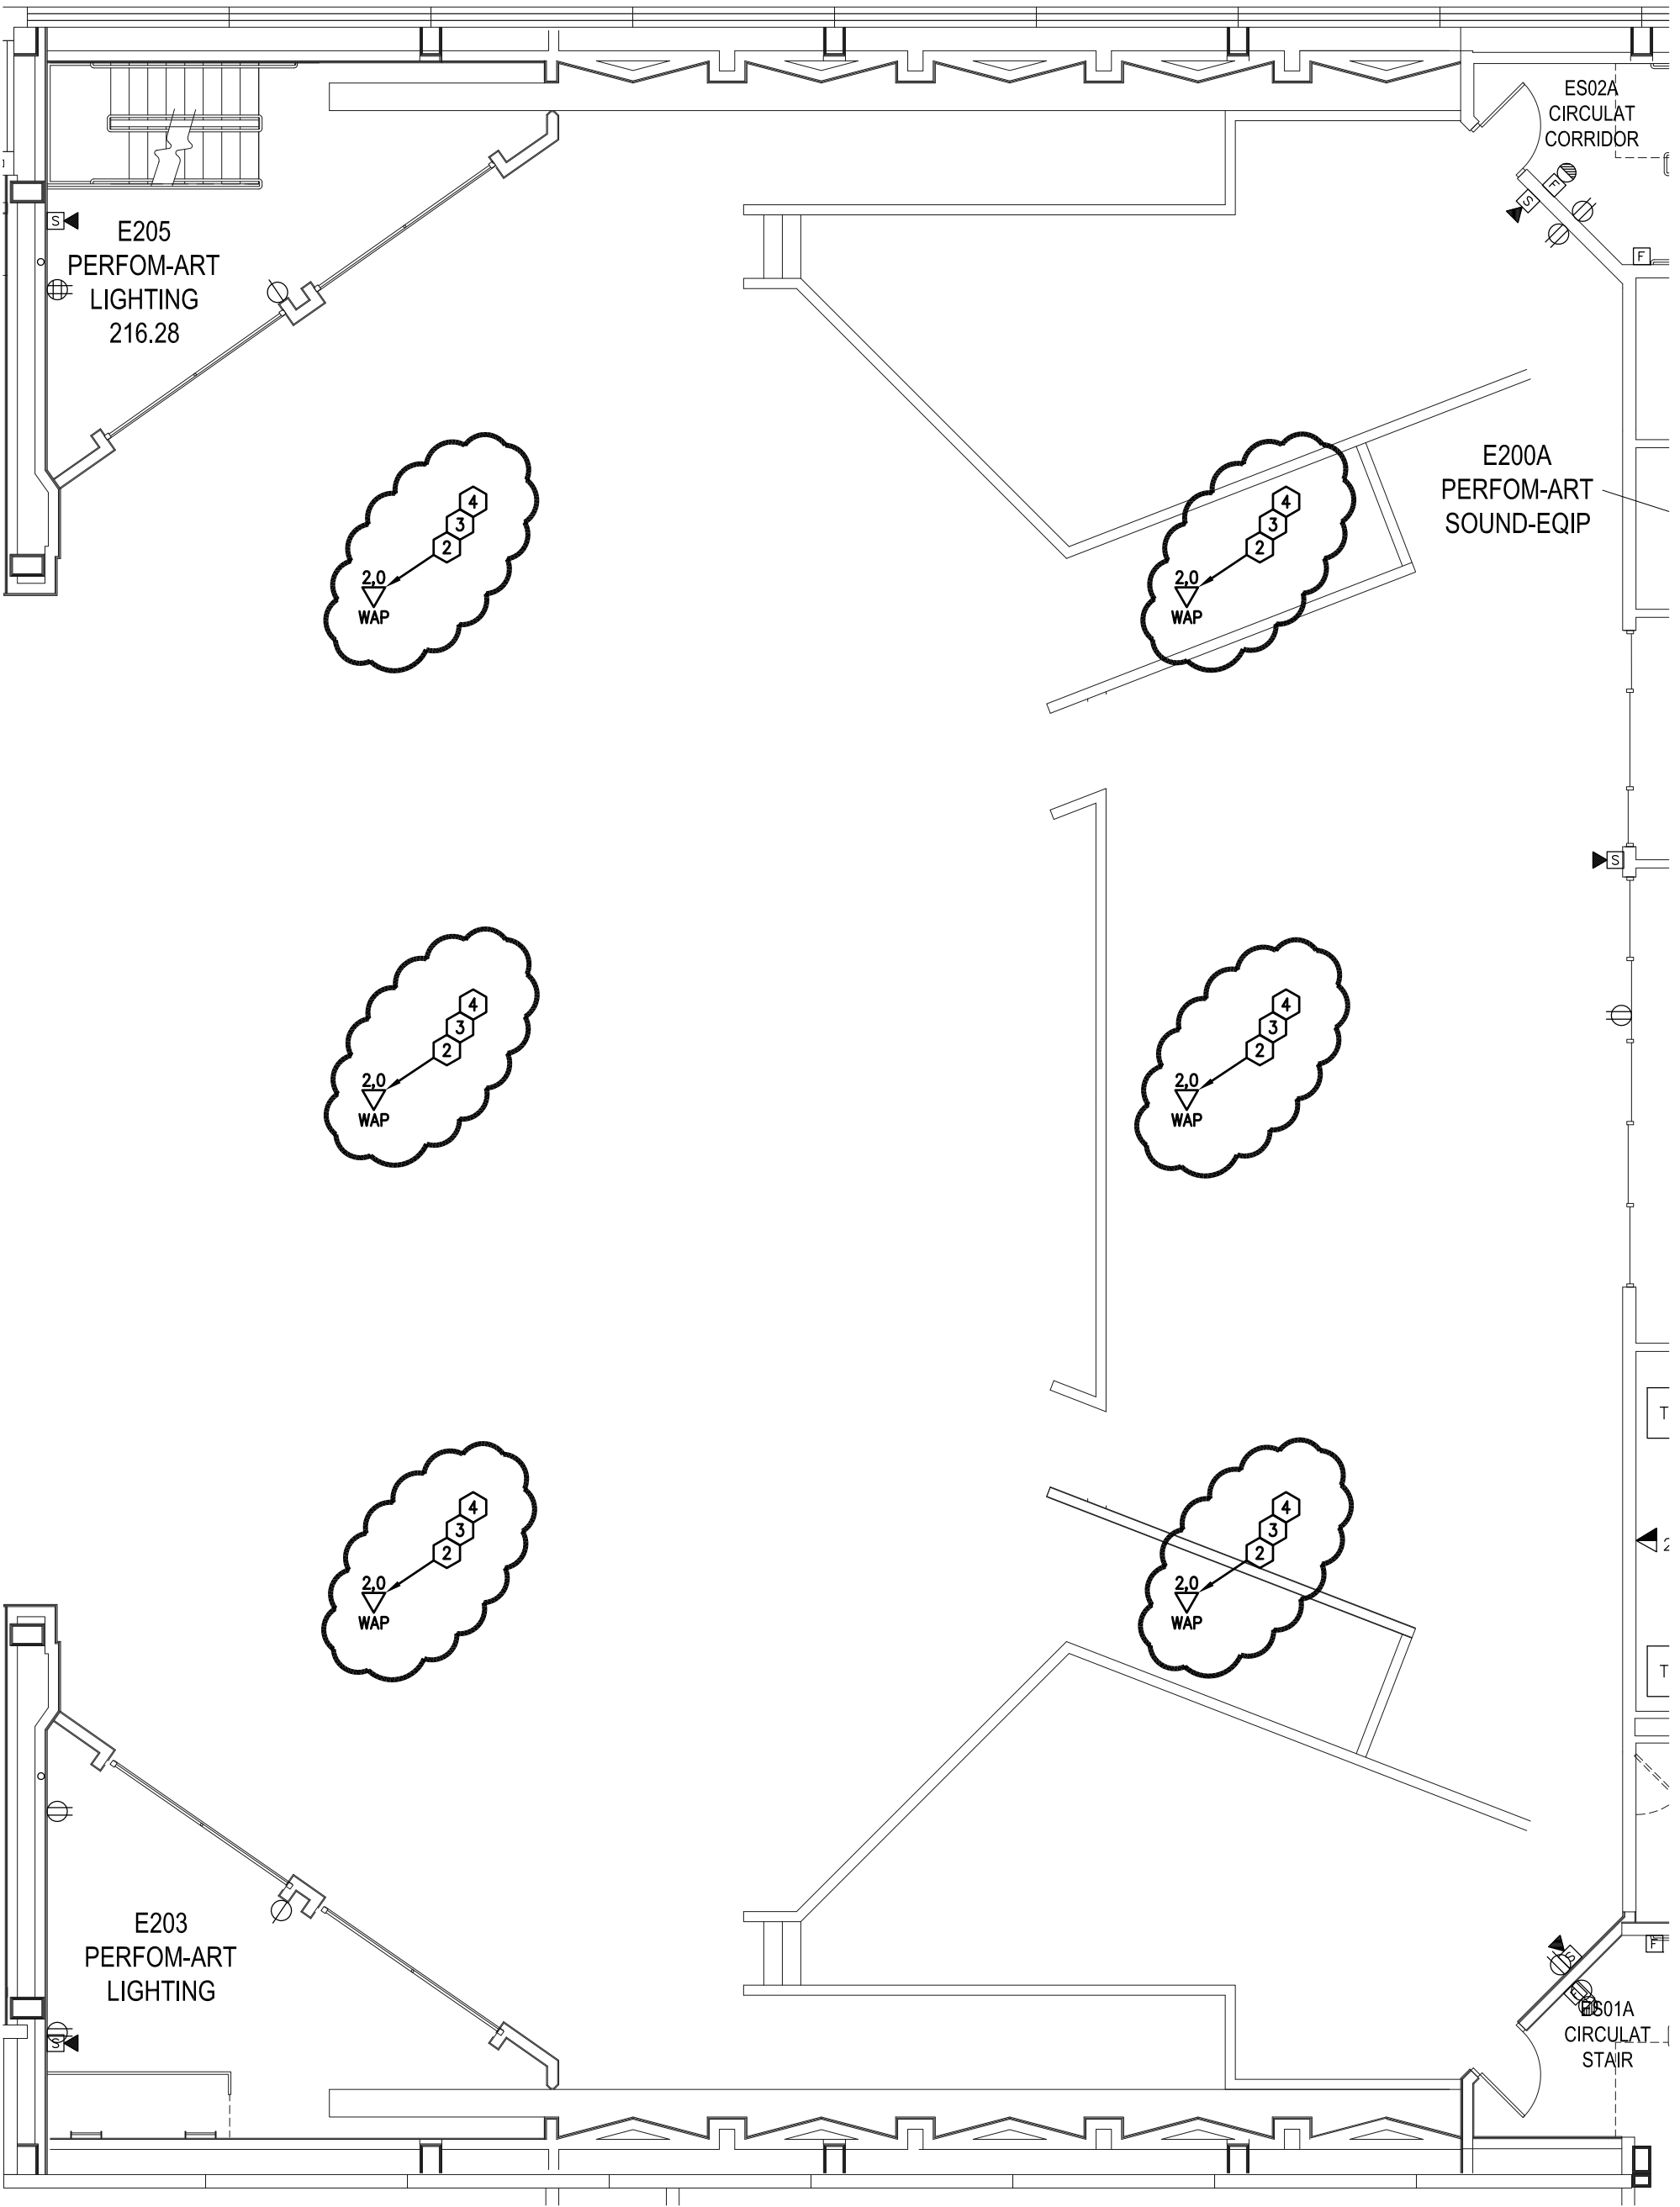 ES02A
CIRCULAT
CORRIDOR
F
S
S
E205
PERFOM-ART
LIGHTING
216.28
F
E200A
PERFOM-ART
SOUND-EQIP
4
3
2
2,0
WAP
4
3
2
2,0
WAP
S
4
3
2
2,0
WAP
4
3
2
2,0
WAP
T
4
3
2
2,0
WAP
4
3
2
2,0
WAP
2
T
E203
PERFOM-ART
LIGHTING
S
F
F
ES01A
CIRCULAT
STAIR
S